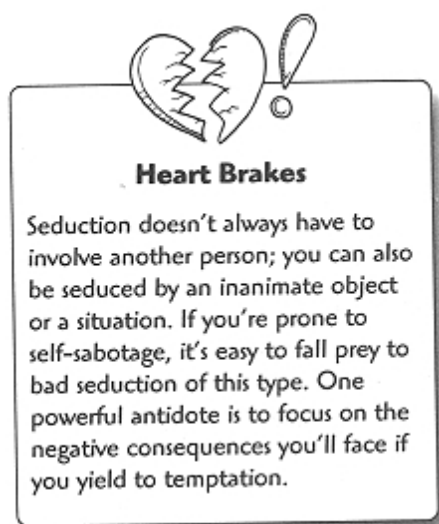 Heart Brakes
Seduction doesn't always have to
involve another person; you can also
be seduced by an inanimate object
or a situation. If you're prone to
self-sabotage, it's easy to fall prey to
bad seduction of this type. One
powerful antidote is to focus on the
negative consequences you'll face if
you yield to temptation.